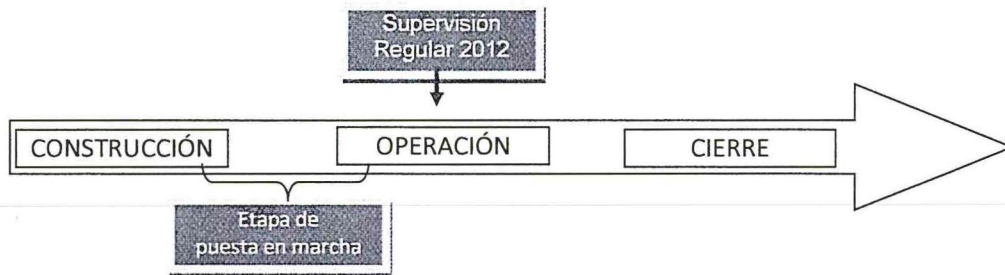 Supervisión
Regular 2012
CONSTRUCCIÓN
OPERACIÓN
CIERRE
Etapa de
puesta en marcha